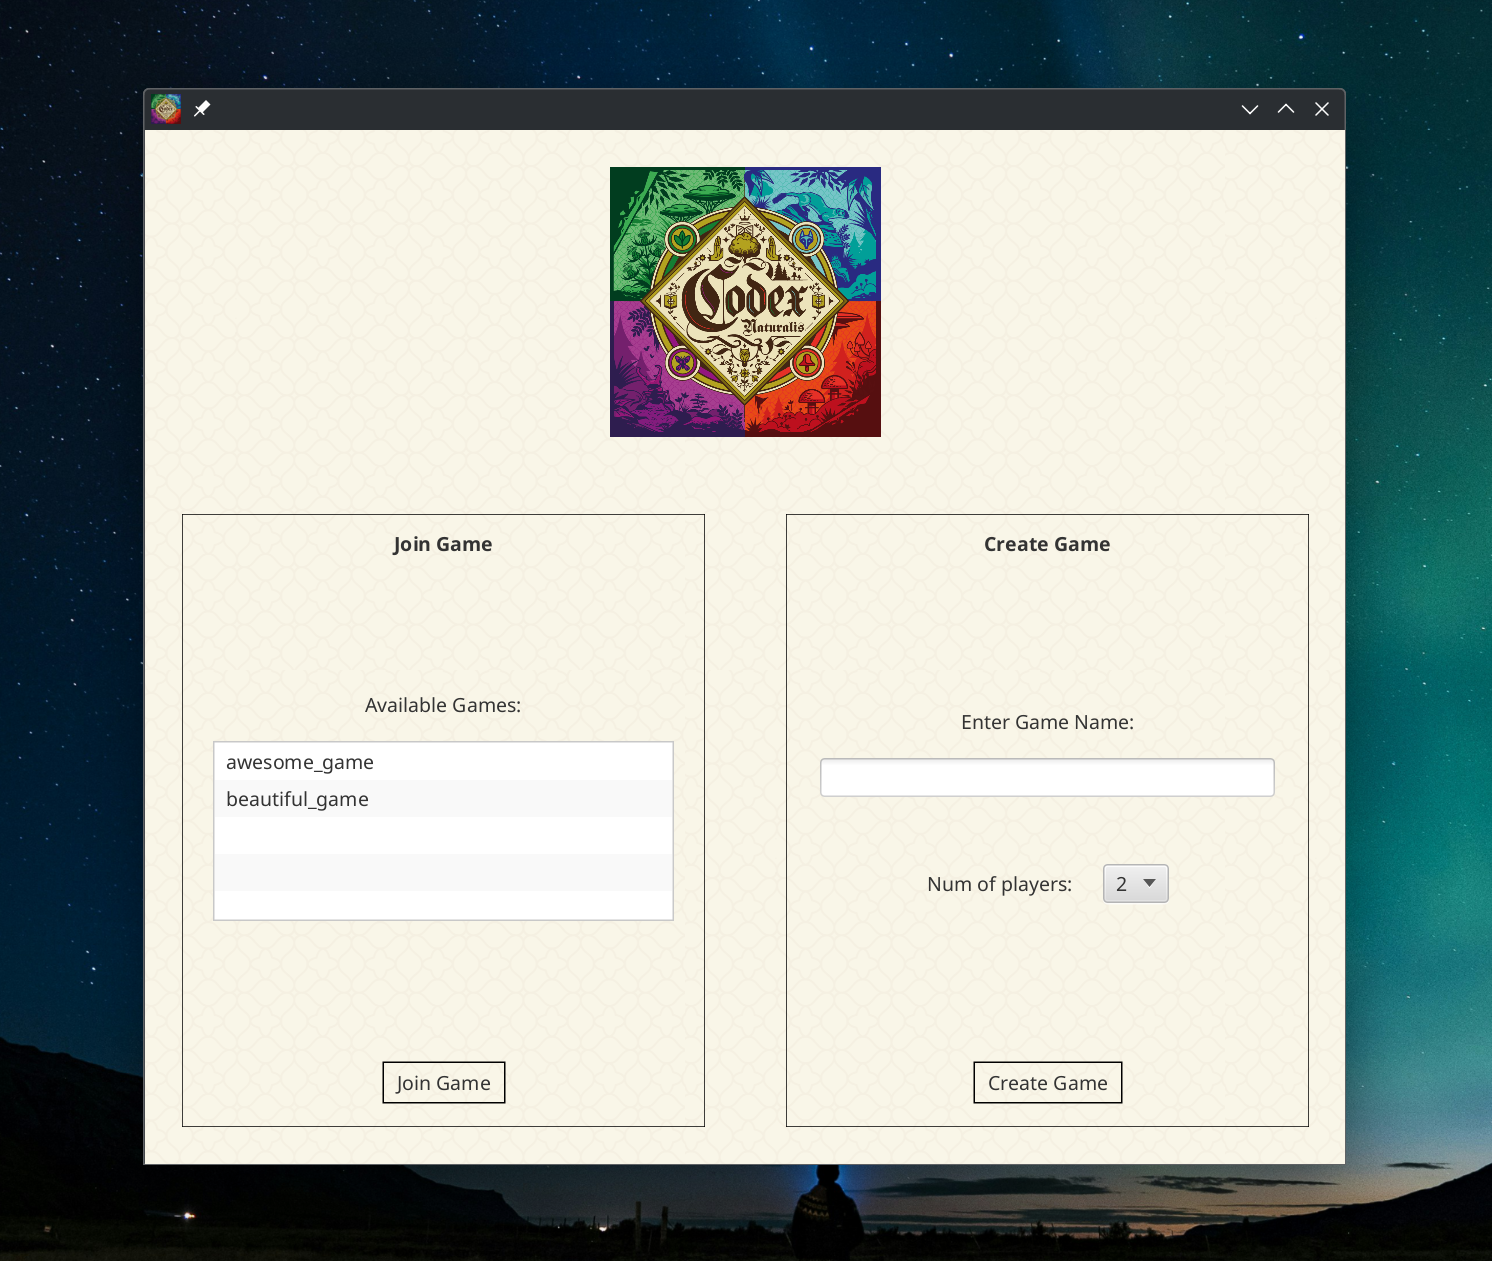 Codex
Naturalis
Join Game
Available Games:
awesome_game
beautiful_game
Join Game
Create Game
Enter Game Name:
Num of players: 2
Create Game